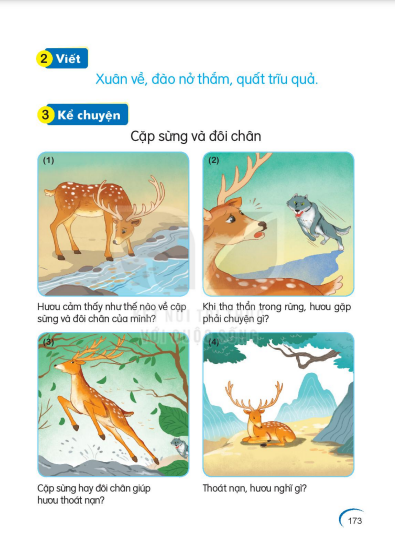 2 Viết
Xuân về, đào nở thắm, quất trĩu quả.
3 Kể chuyện
Cặp sừng và đôi chân
(1)
(2)
Hươu cảm thấy như thế nào về cặp
sừng và đôi chân của mình?
Khi thơ thẩn trong rừng, hươu gặp
phải chuyện gì?
(3)
(4)
Cặp sừng hay đôi chân giúp
hươu thoát nạn?
Thoát nạn, hươu nghĩ gì?
173